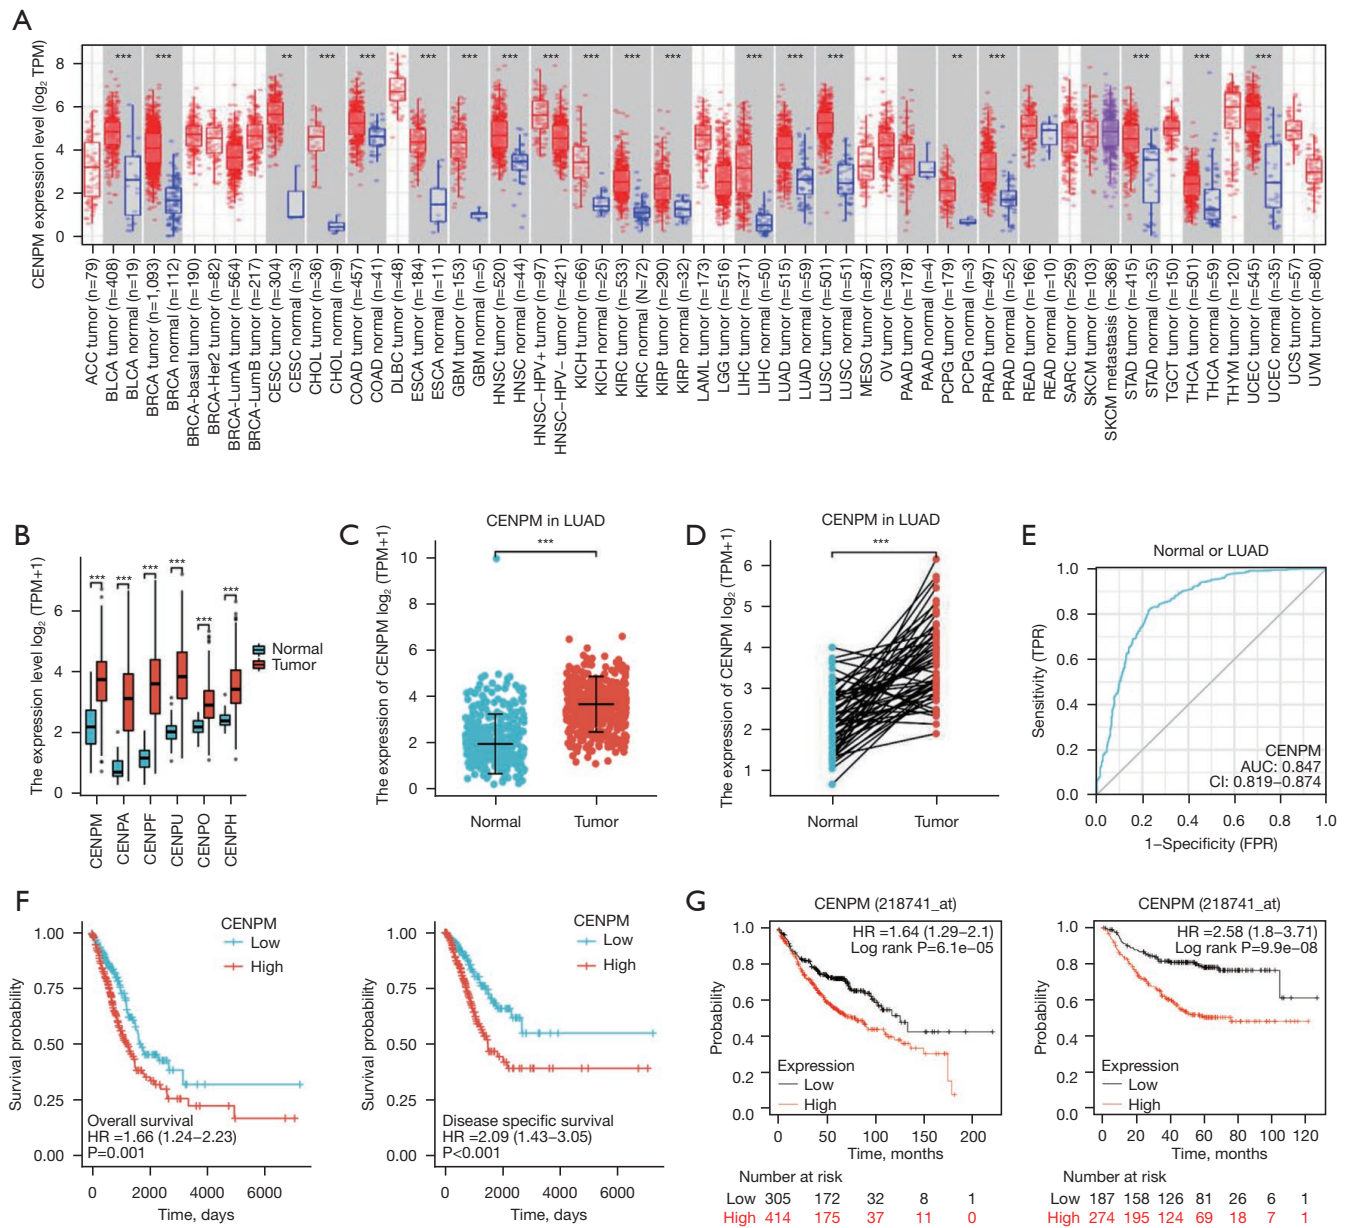 A
CENPM expression level (log2 TPM)
8
6
4
2
0
*** *** ** *** *** *** *** *** *** *** *** *** *** *** *** ** *** *** *** ***
ACC tumor (n=79)
BLCA tumor (n=408)
BLCA normal (n=19)
BRCA tumor (n=1,093)
BRCA normal (n=112)
BRCA-basal tumor (n=190)
BRCA-Her2 tumor (n=82)
BRCA-LumA tumor (n=564)
BRCA-LumB tumor (n=217)
CESC tumor (n=304)
CESC normal (n=3)
CHOL tumor (n=36)
CHOL normal (n=9)
COAD tumor (n=457)
COAD normal (n=41)
DLBC tumor (n=48)
ESCA tumor (n=184)
ESCA normal (n=11)
GBM tumor (n=153)
GBM normal (n=5)
HNSC tumor (n=520)
HNSC normal (n=44)
HNSC-HPV+ tumor (n=97)
HNSC-HPV- tumor (n=421)
KICH tumor (n=66)
KICH normal (n=25)
KIRC tumor (n=533)
KIRC normal (N=72)
KIRP tumor (n=290)
KIRP normal (n=32)
LAML tumor (n=173)
LGG tumor (n=516)
LIHC tumor (n=371)
LIHC normal (n=50)
LUAD tumor (n=515)
LUAD normal (n=59)
LUSC tumor (n=501)
LUSC normal (n=51)
MESO tumor (n=87)
OV tumor (n=303)
PAAD tumor (n=178)
PAAD normal (n=4)
PCPG tumor (n=179)
PCPG normal (n=3)
PRAD tumor (n=497)
PRAD normal (n=52)
READ tumor (n=166)
READ normal (n=10)
SARC tumor (n=259)
SKCM tumor (n=103)
SKCM metastasis (n=368)
STAD tumor (n=415)
STAD normal (n=35)
TGCT tumor (n=150)
THCA tumor (n=501)
THCA normal (n=59)
THYM tumor (n=120)
UCEC tumor (n=545)
UCEC normal (n=35)
UCS tumor (n=57)
UVM tumor (n=80)
B
The expression level log2 (TPM+1)
6
4
2
0
*** *** *** *** *** ***
Normal
Tumor
CENPM
CENPA
CENPF
CENPU
CENPO
CENPH
C
CENPM in LUAD
The expression of CENPM log2 (TPM+1)
***
10
8
6
4
2
0
Normal Tumor
D
CENPM in LUAD
The expression of CENPM log2 (TPM+1)
***
6
5
4
3
2
1
Normal Tumor
E
Normal or LUAD
Sensitivity (TPR)
1.0
0.8
0.6
0.4
0.2
0.0
CENPM
AUC: 0.847
CI: 0.819–0.874
0.0 0.2 0.4 0.6 0.8 1.0
1–Specificity (FPR)
F
CENPM
Low
High
Survival probability
1.00
0.75
0.50
0.25
0.00
Overall survival
HR =1.66 (1.24–2.23)
P=0.001
0 2000 4000 6000
Time, days
CENPM
Low
High
Survival probability
1.00
0.75
0.50
0.25
0.00
Disease specific survival
HR =2.09 (1.43–3.05)
P<0.001
0 2000 4000 6000
Time, days
G
CENPM (218741_at)
HR =1.64 (1.29–2.1)
Log rank P=6.1e–05
Probability
1.0
0.8
0.6
0.4
0.2
0.0
Expression
Low
High
0 50 100 150 200
Time, months
Number at risk
Low 305 172 32 8 1
High 414 175 37 11 0
CENPM (218741_at)
HR =2.58 (1.8–3.71)
Log rank P=9.9e–08
Probability
1.0
0.8
0.6
0.4
0.2
0.0
Expression
Low
High
0 20 40 60 80 100 120
Time, months
Number at risk
Low 187 158 126 81 26 6 1
High 274 195 124 69 18 7 1